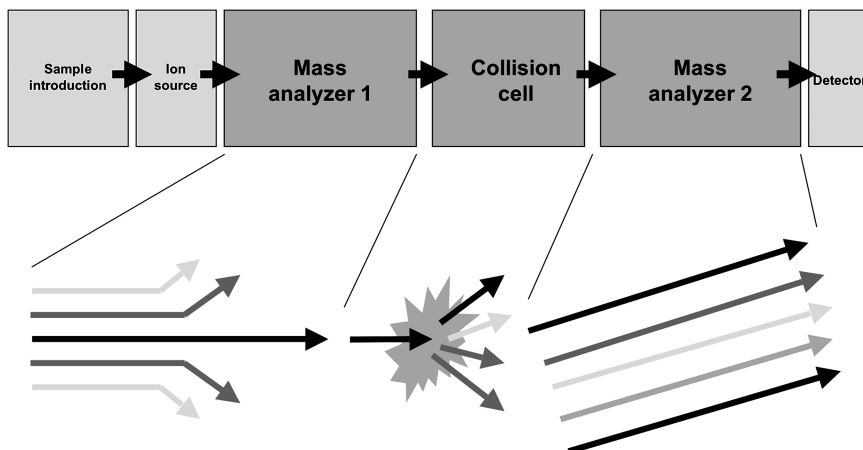 Sample
introduction
Ion
source
Mass
analyzer 1
Collision
cell
Mass
analyzer 2
Detector